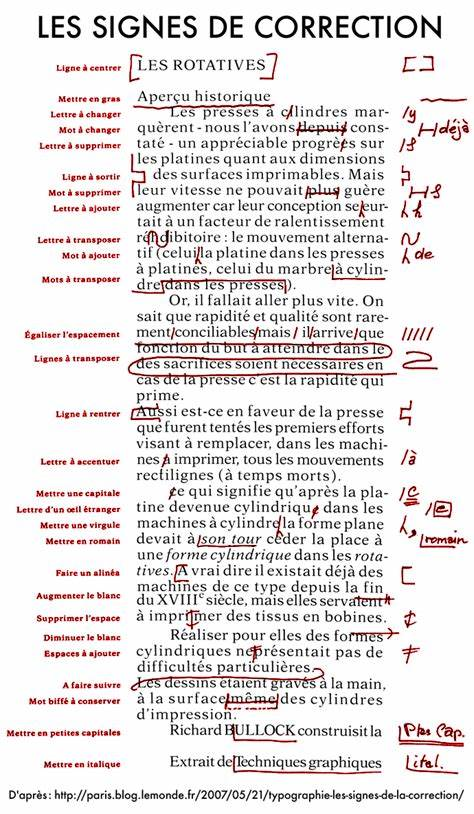 LES SIGNES DE CORRECTION
Ligne à centrer LES ROTATIVES
Mettre en gras Aperçu historique
Lettre à changer Les presses à cilindres mar- y
Mot à changer quèrent - nous l'avons depuis cons- déjà
Lettre à supprimer taté - un appréciable progrès sur
les platines quant aux dimensions
Ligne à sortir des surfaces imprimables. Mais
Mot à supprimer leur vitesse ne pouvait plus guère
Lettre à ajouter augmenter car leur conception se eur- h
tait à un facteur de ralentissement
Lettre à transposer réhdibitoire : le mouvement alterna-
Mot à ajouter tif (celui la platine dans les presses de
à platines, celui du marbre à cylin-
Mots à transposer dre dans les presses).
Or, il fallait aller plus vite. On
sait que rapidité et qualité sont rare-
Égaliser l'espacement ment conciliables mais il arrive que
fonction du but à atteindre dans le
Lignes à transposer des sacrifices soient necessaires en
cas de la presse c'est la rapidité qui
prime.
Ligne à rentrer Aussi est-ce en faveur de la presse
que furent tentés les premiers efforts
visant à remplacer, dans les machi-
Lettre à accentuer nes a imprimer, tous les mouvements à
rectilignes (à temps morts).
Mettre une capitale ce qui signifie qu'après la pla- C
Lettre d'un œil étranger tine devenue cylindrique dans les e
Mettre une virgule machines à cylindre la forme plane ,
Mettre en romain devait à son tour céder la place à romain
une forme cylindrique dans les rota-
Faire un alinéa tives. A vrai dire il existait déjà des
machines de ce type depuis la fin
Augmenter le blanc du XVIIIe siècle, mais elles servaient
Supprimer l'espace à imprimer des tissus en bobines.
Diminuer le blanc Réaliser pour elles des formes
Espaces à ajouter cylindriques neprésentait pas de
difficultés particulières.
A faire suivre Les dessins étaient gravés à la main,
Mot biffé à conserver à la surface même des cylindres
d'impression.
Mettre en petites capitales Richard BULLOCK construisit la Ptes Cap.
Mettre en italique Extrait de Techniques graphiques Ital.
D'après : http://paris.blog.lemonde.fr/2007/05/21/typographie-les-signes-de-la-correction/